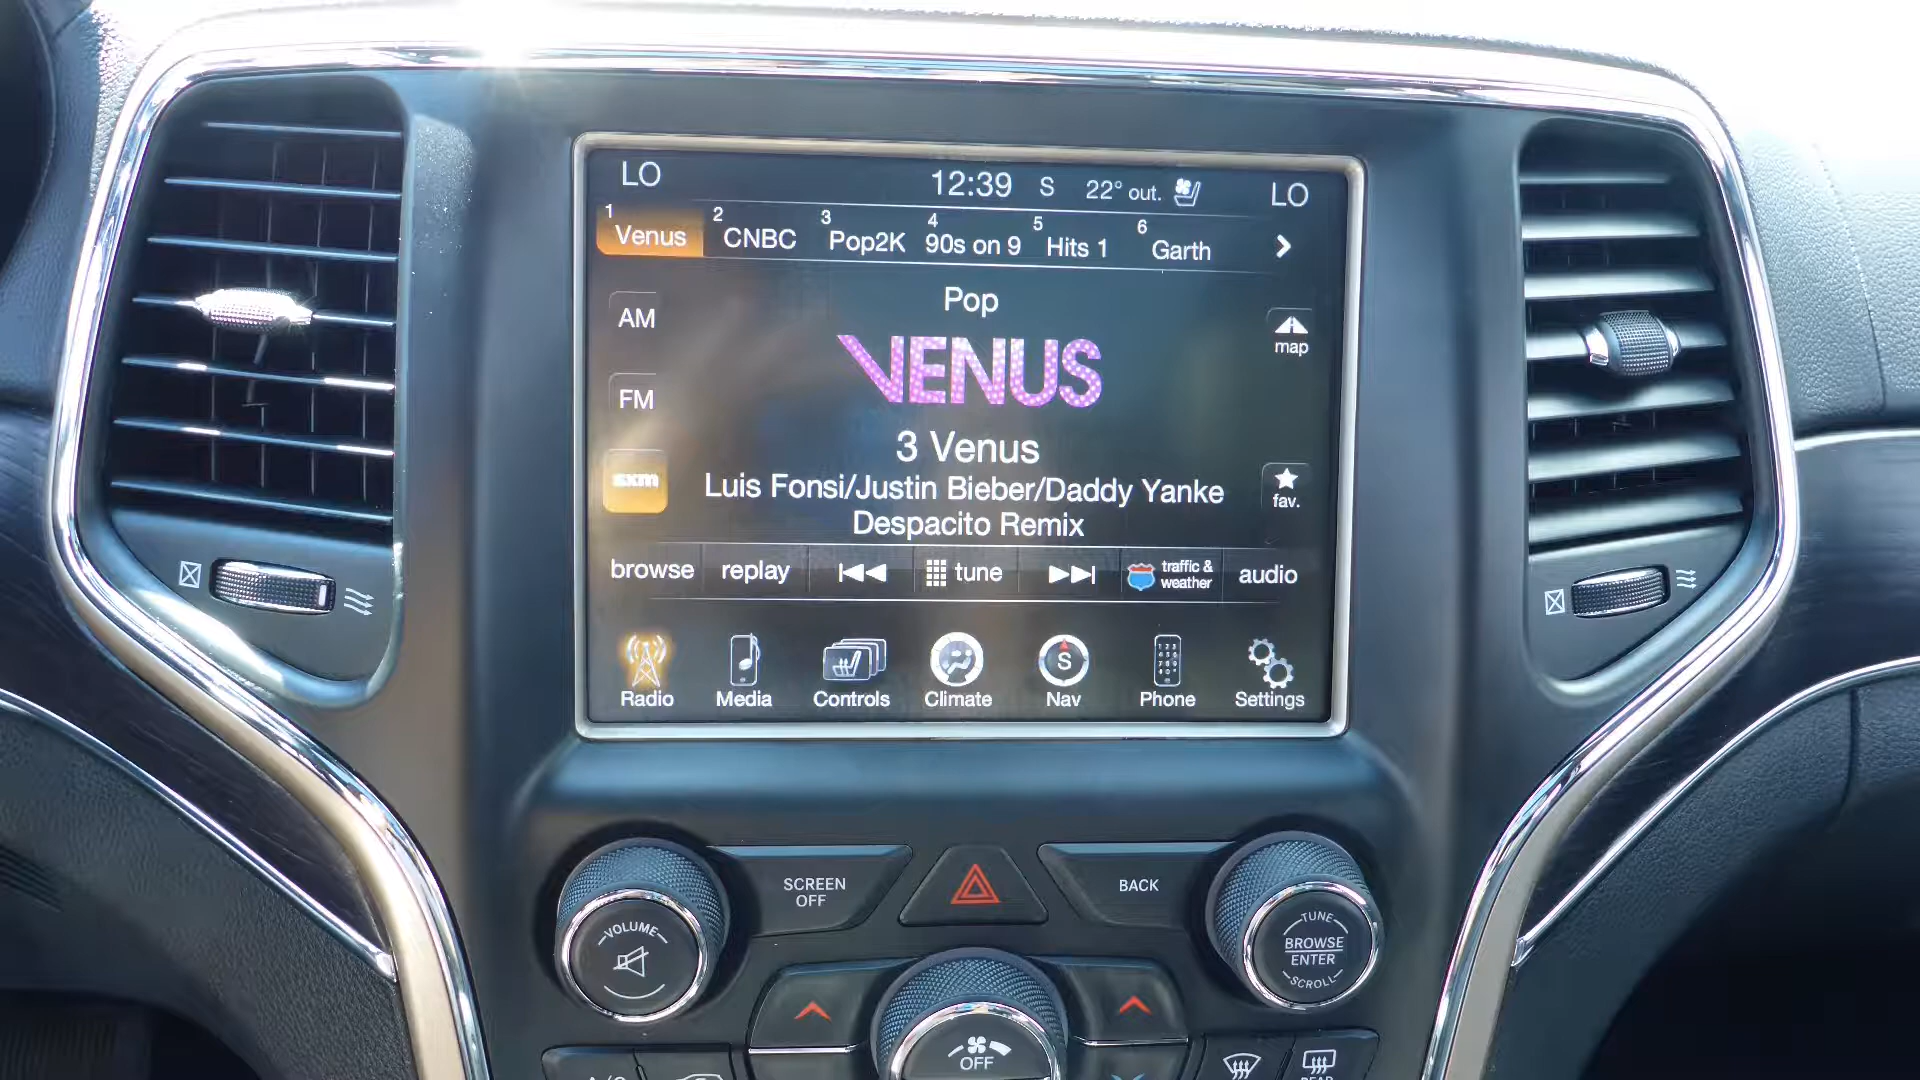 LO
12:39 S 22° out.
LO
1 Venus
2 CNBC
3 Pop2K
4 90s on 9
5 Hits 1
6 Garth
Pop
AM
map
VENUS
FM
3 Venus
sxm
Luis Fonsi/Justin Bieber/Daddy Yanke
fav.
Despacito Remix
browse
replay
tune
traffic &
weather
audio
S
Radio
Media
Controls
Climate
Nav
Phone
Settings
SCREEN
OFF
BACK
VOLUME
TUNE
BROWSE
ENTER
SCROLL
OFF